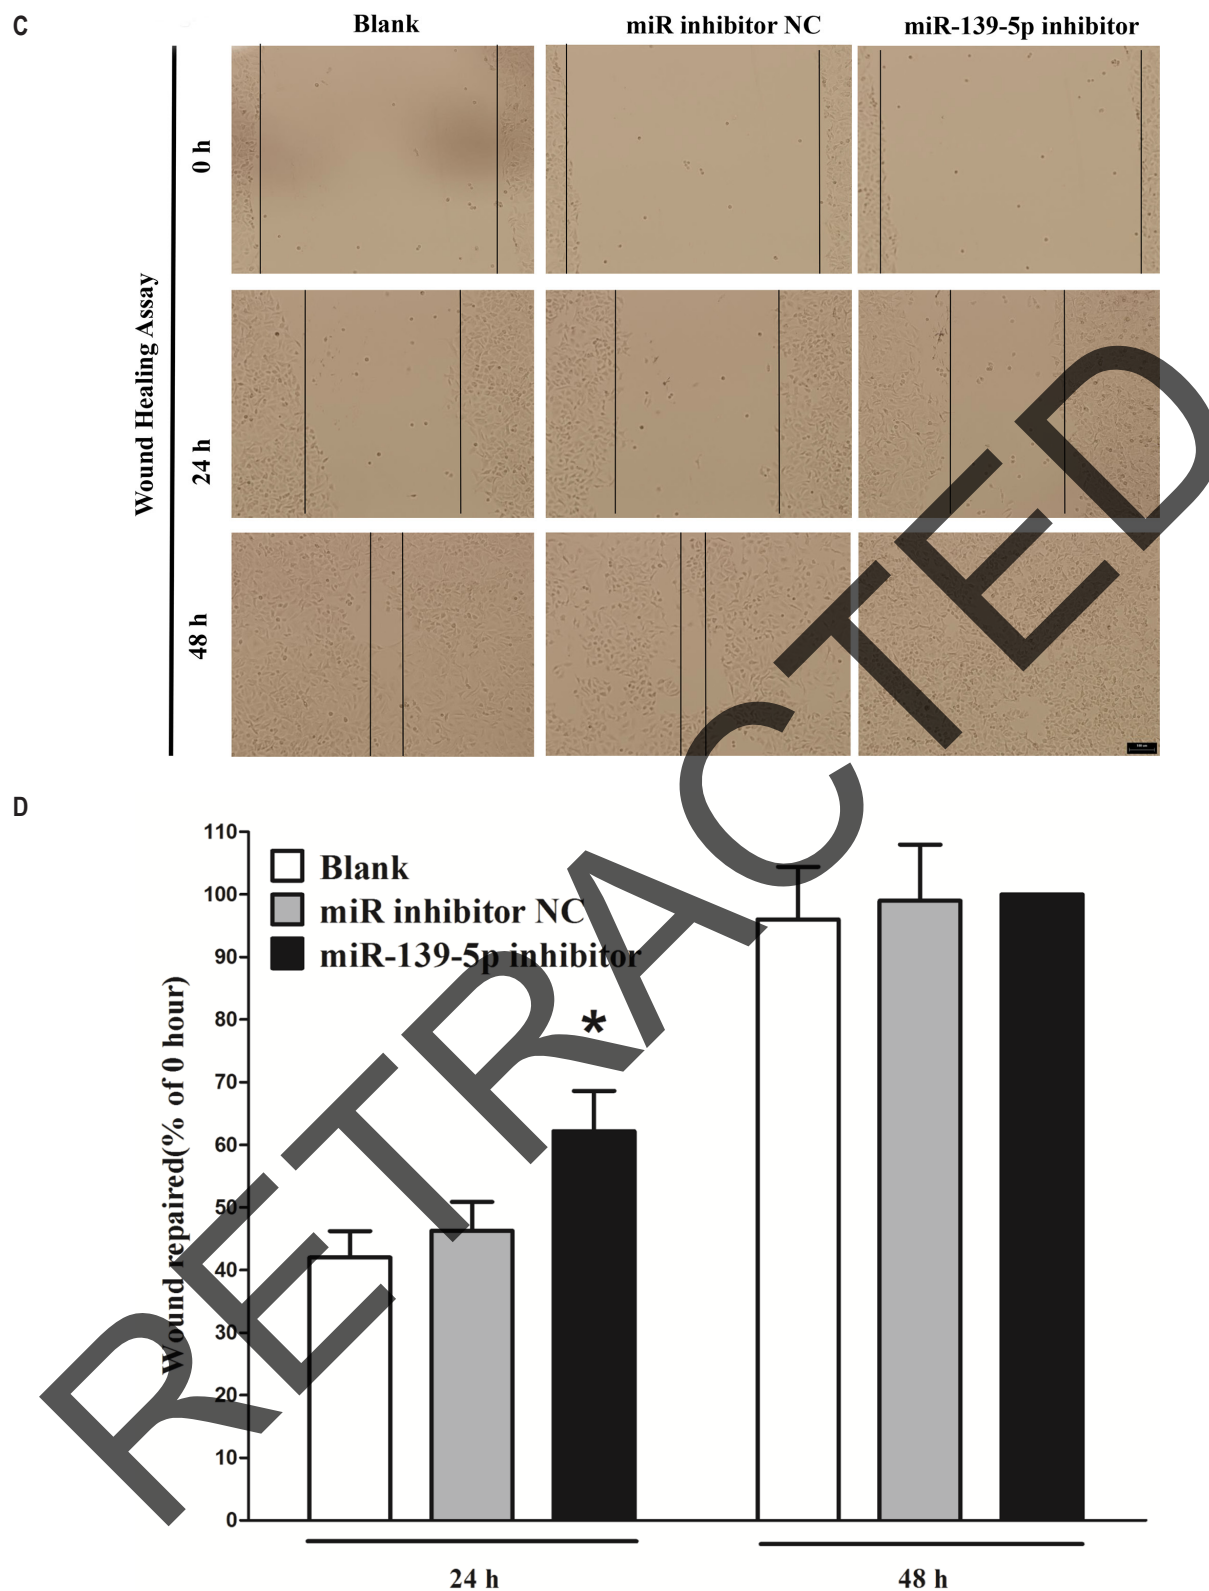 C
Blank
miR inhibitor NC
miR-139-5p inhibitor
Wound Healing Assay
0 h
24 h
48 h
D
Wound repaired(% of 0 hour)
110
100
90
80
70
60
50
40
30
20
10
0
Blank
miR inhibitor NC
miR-139-5p inhibitor
*
24 h
48 h
RETRACTED